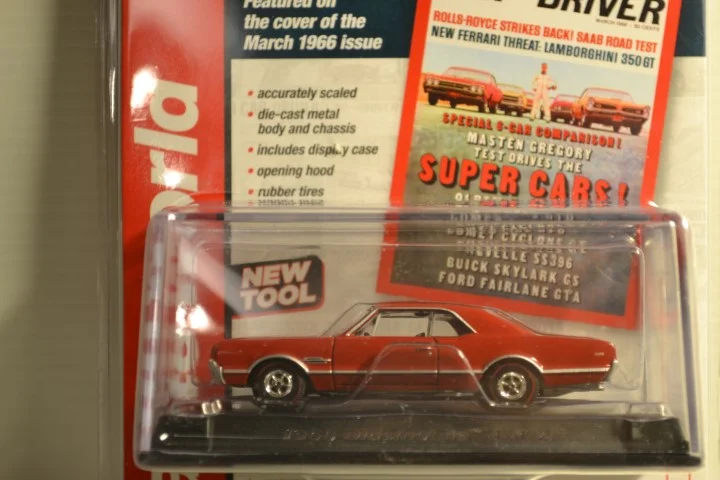 Featured on
the cover of the
March 1966 issue
• accurately scaled
• die-cast metal
body and chassis
• includes display case
• opening hood
• rubber tires
DRIVER
MARCH 1966
ROLLS-ROYCE STRIKES BACK! SAAB ROAD TEST
NEW FERRARI THREAT: LAMBORGHINI 350GT
SPECIAL 6-CAR COMPARISON!
MASTEN GREGORY
TEST DRIVES THE
SUPER CARS!
CYCLONE GT
CHEVELLE SS396
BUICK SKYLARK GS
FORD FAIRLANE GTA
NEW
TOOL
orld